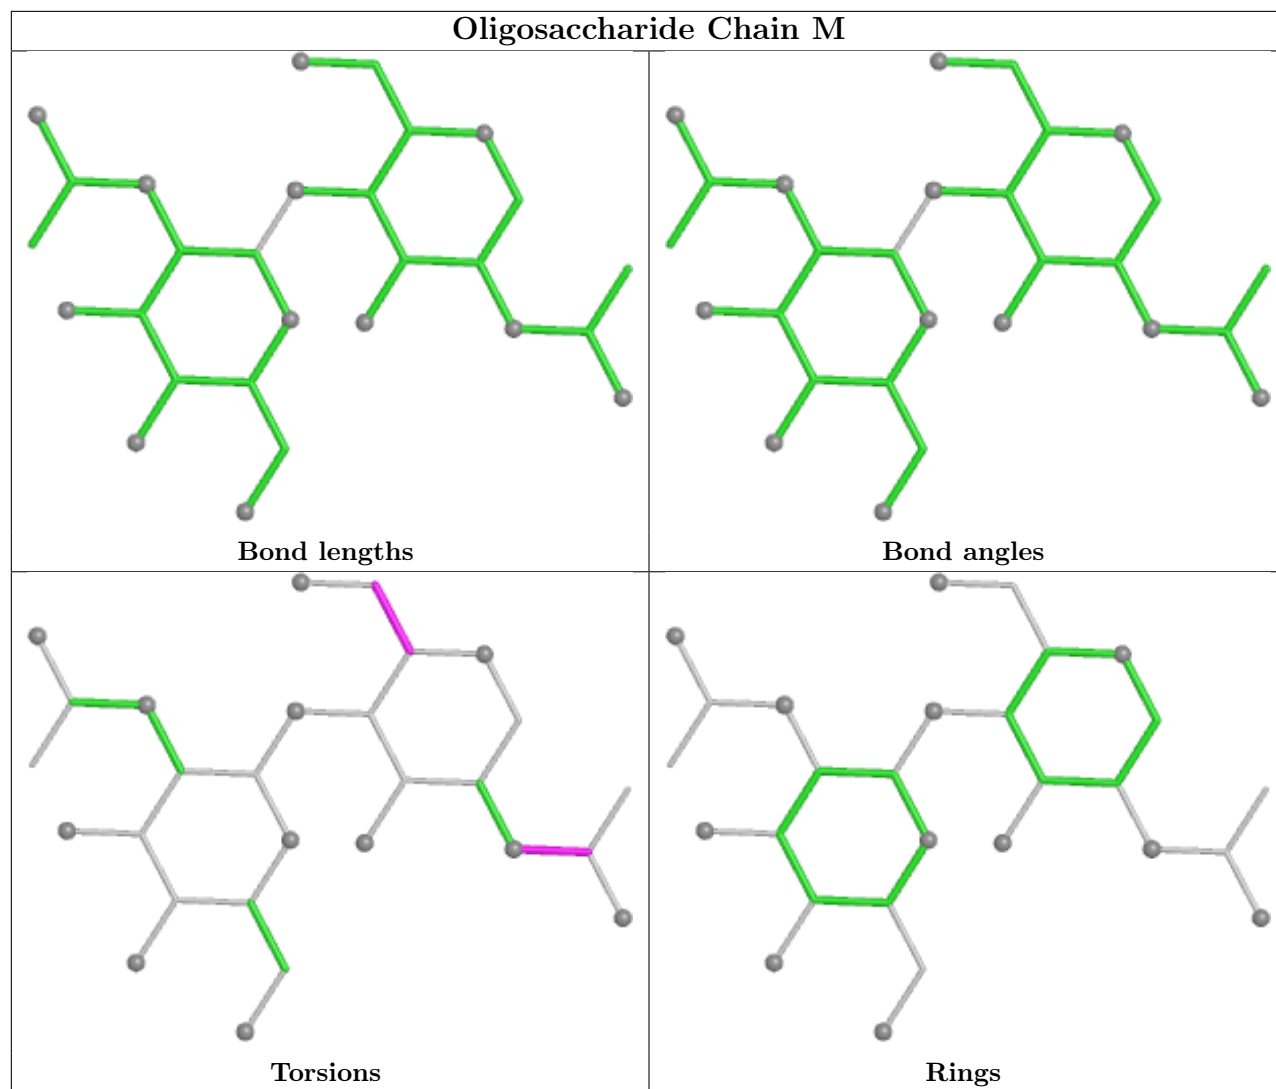 Oligosaccharide Chain M
Bond lengths
Bond angles
Torsions
Rings